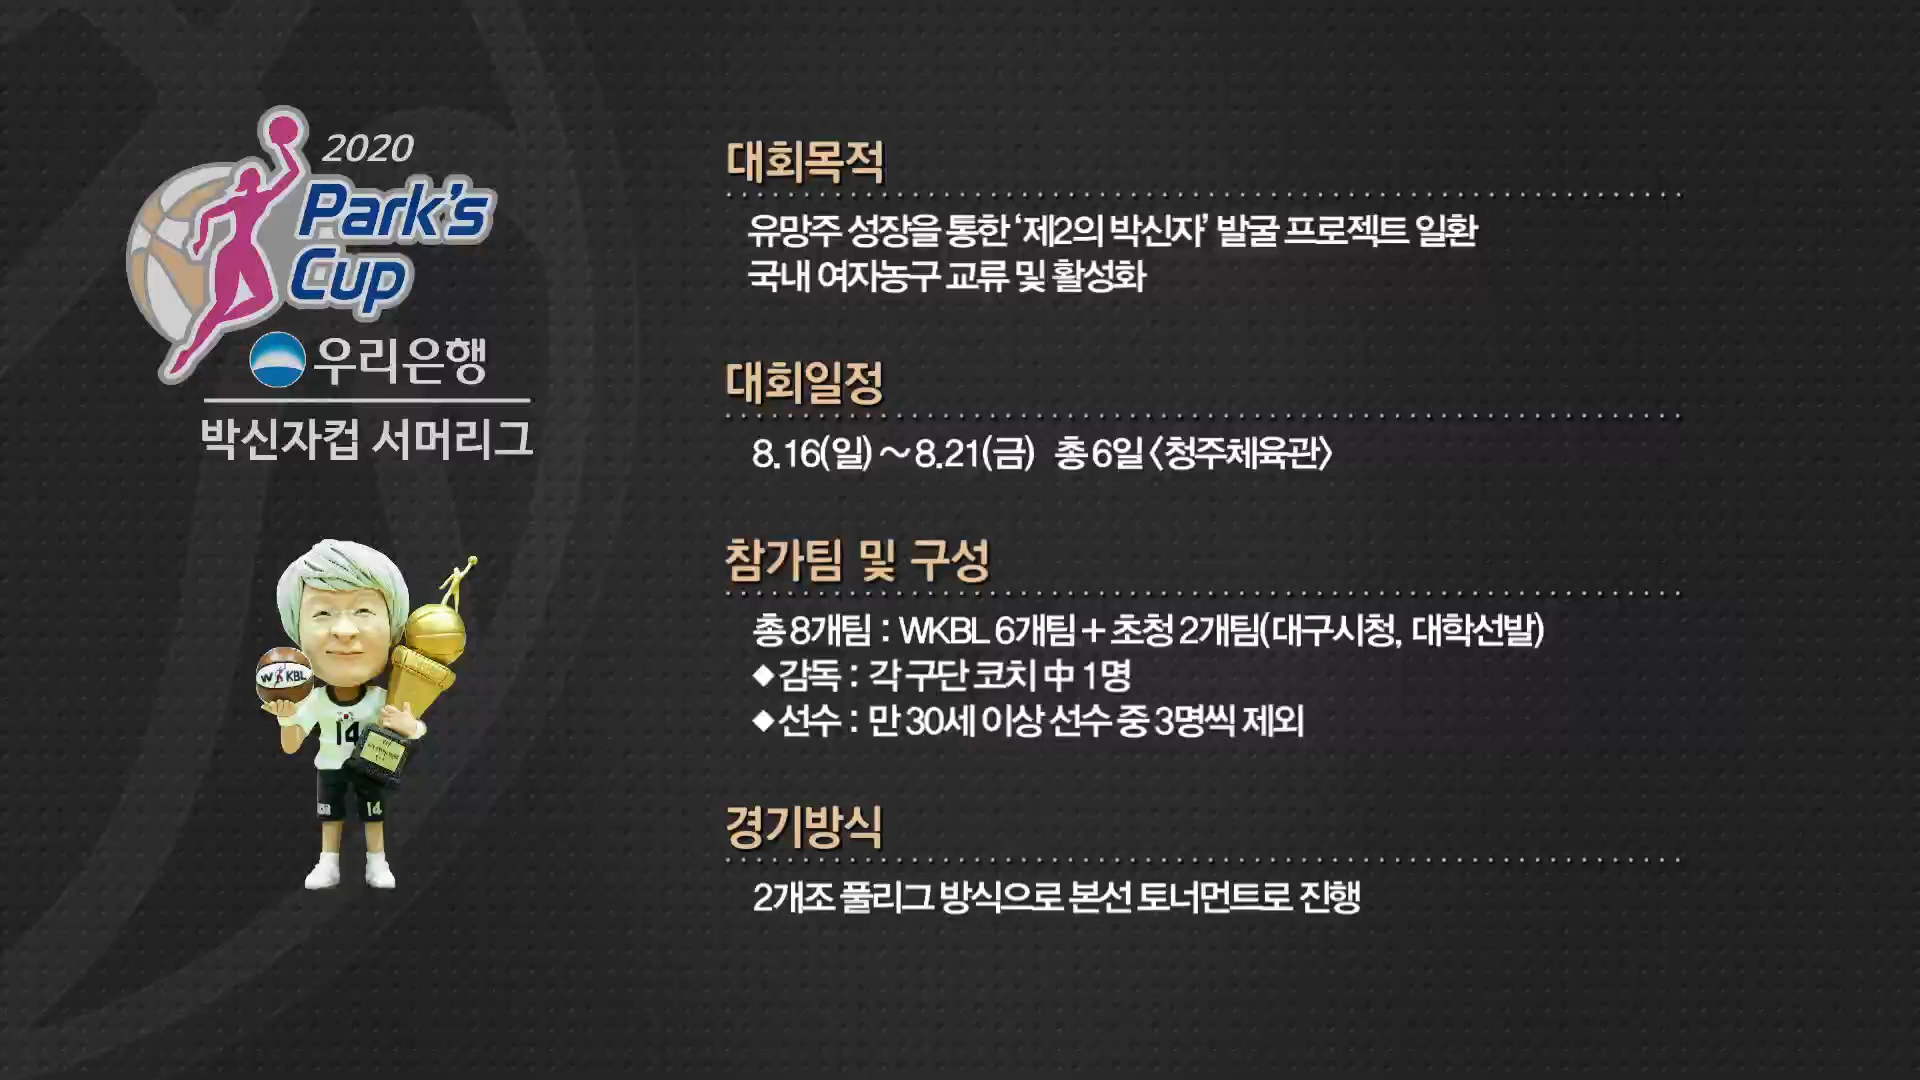 2020
Park's
Cup
우리은행
박신자컵 서머리그
W KBL
14
14
대회목적
유망주 성장을 통한 ‘제2의 박신자’ 발굴 프로젝트 일환
국내 여자농구 교류 및 활성화
대회일정
8.16(일)~8.21(금) 총 6일〈청주체육관〉
참가팀 및 구성
총 8개팀 : WKBL 6개팀 + 초청 2개팀(대구시청, 대학선발)
◆감독 : 각 구단 코치 中 1명
◆선수 : 만 30세 이상 선수 중 3명씩 제외
경기방식
2개조 풀리그 방식으로 본선 토너먼트로 진행